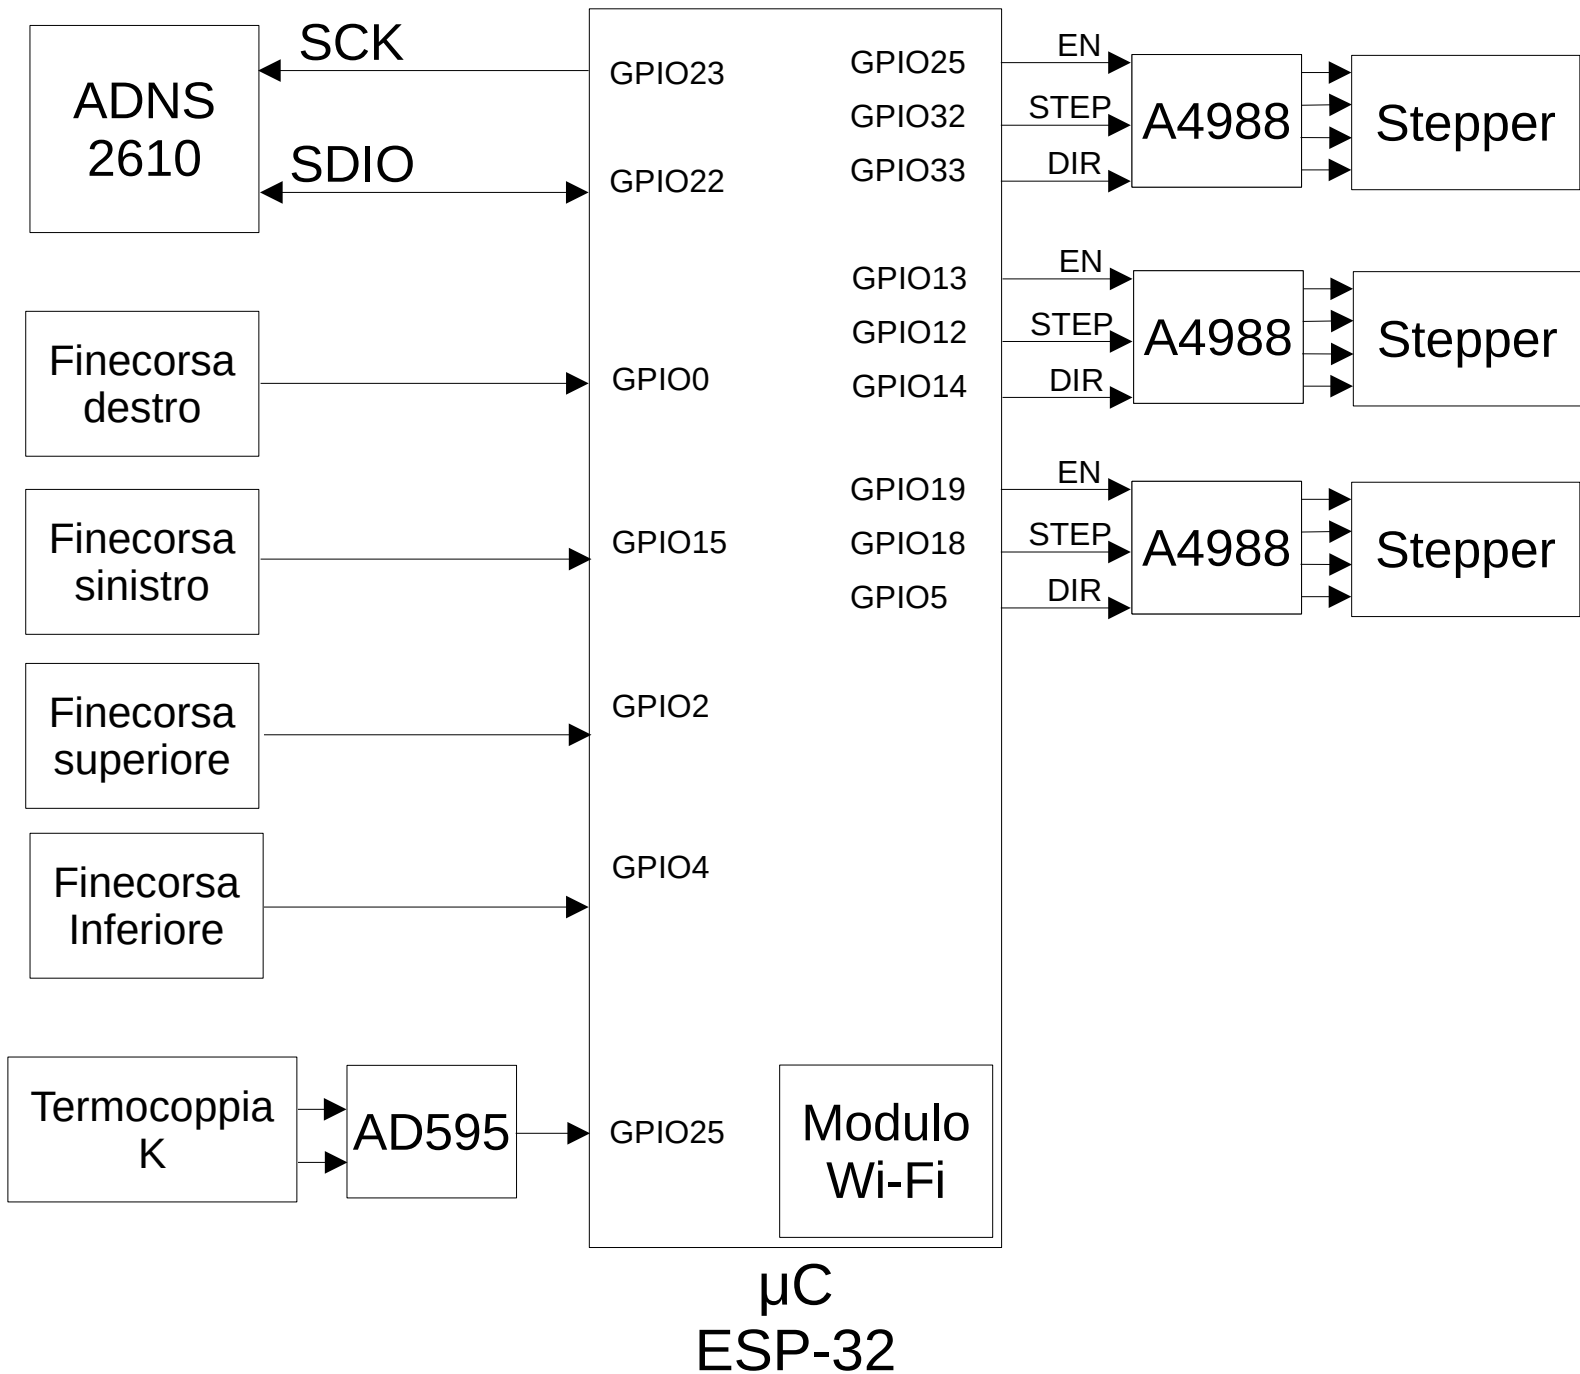 ADNS
2610
SCK
SDIO
GPIO23
GPIO22
Finecorsa
destro
GPIO0
Finecorsa
sinistro
GPIO15
Finecorsa
superiore
GPIO2
Finecorsa
Inferiore
GPIO4
Termocoppia
K
AD595
GPIO25
GPIO25
GPIO32
GPIO33
EN
STEP
DIR
A4988
Stepper
GPIO13
GPIO12
GPIO14
EN
STEP
DIR
A4988
Stepper
GPIO19
GPIO18
GPIO5
EN
STEP
DIR
A4988
Stepper
Modulo
Wi-Fi
µC
ESP-32